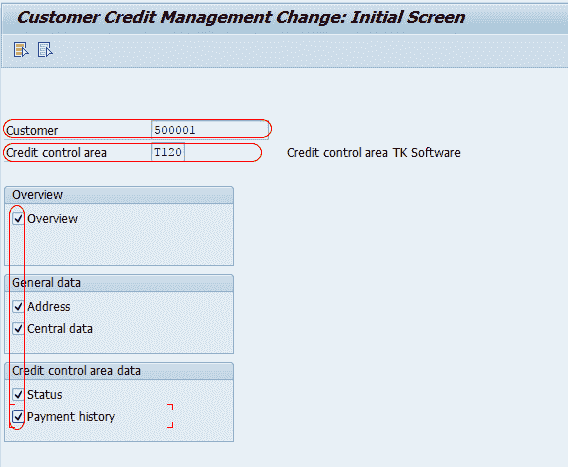 Customer Credit Management Change: Initial Screen
Customer 500001
Credit control area T120 Credit control area TK Software
Overview
Overview
General data
Address
Central data
Credit control area data
Status
Payment history